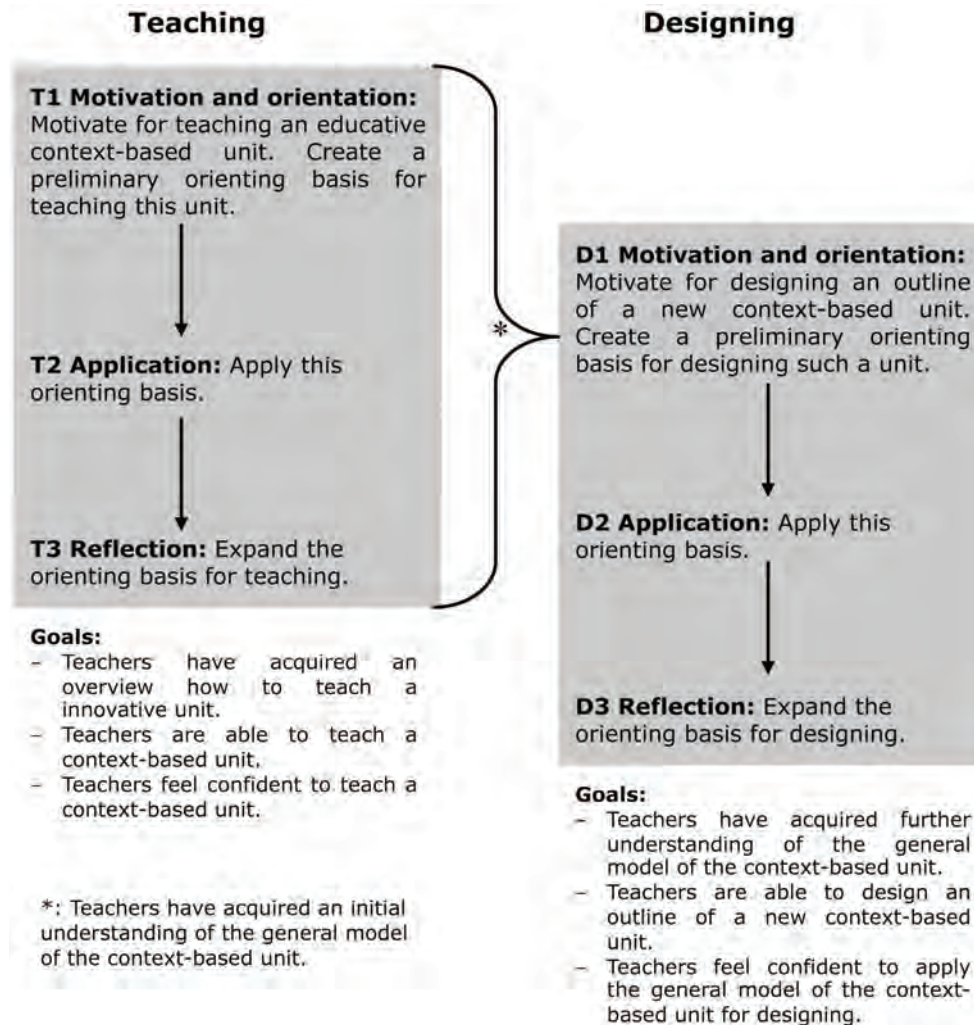 Teaching
T1 Motivation and orientation:
Motivate for teaching an educative
context-based unit. Create a
preliminary orienting basis for
teaching this unit.
T2 Application: Apply this
orienting basis.
T3 Reflection: Expand the
orienting basis for teaching.
Goals:
– Teachers have acquired an
overview how to teach a
innovative unit.
– Teachers are able to teach a
context-based unit.
– Teachers feel confident to teach a
context-based unit.
*: Teachers have acquired an initial
understanding of the general model
of the context-based unit.
*
Designing
D1 Motivation and orientation:
Motivate for designing an outline
of a new context-based unit.
Create a preliminary orienting
basis for designing such a unit.
D2 Application: Apply this
orienting basis.
D3 Reflection: Expand the
orienting basis for designing.
Goals:
– Teachers have acquired further
understanding of the general
model of the context-based unit.
– Teachers are able to design an
outline of a new context-based
unit.
– Teachers feel confident to apply
the general model of the context-
based unit for designing.